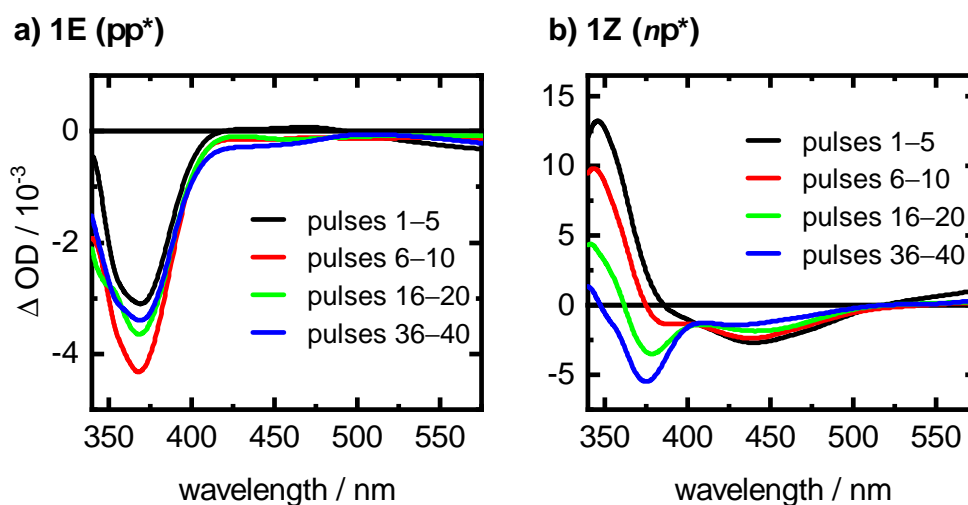 a) 1E (pp*)
0
-2
-4
Δ OD / 10-3
350 400 450 500 550
wavelength / nm
pulses 1–5
pulses 6–10
pulses 16–20
pulses 36–40
b) 1Z (np*)
15
10
5
0
-5
350 400 450 500 550
wavelength / nm
pulses 1–5
pulses 6–10
pulses 16–20
pulses 36–40